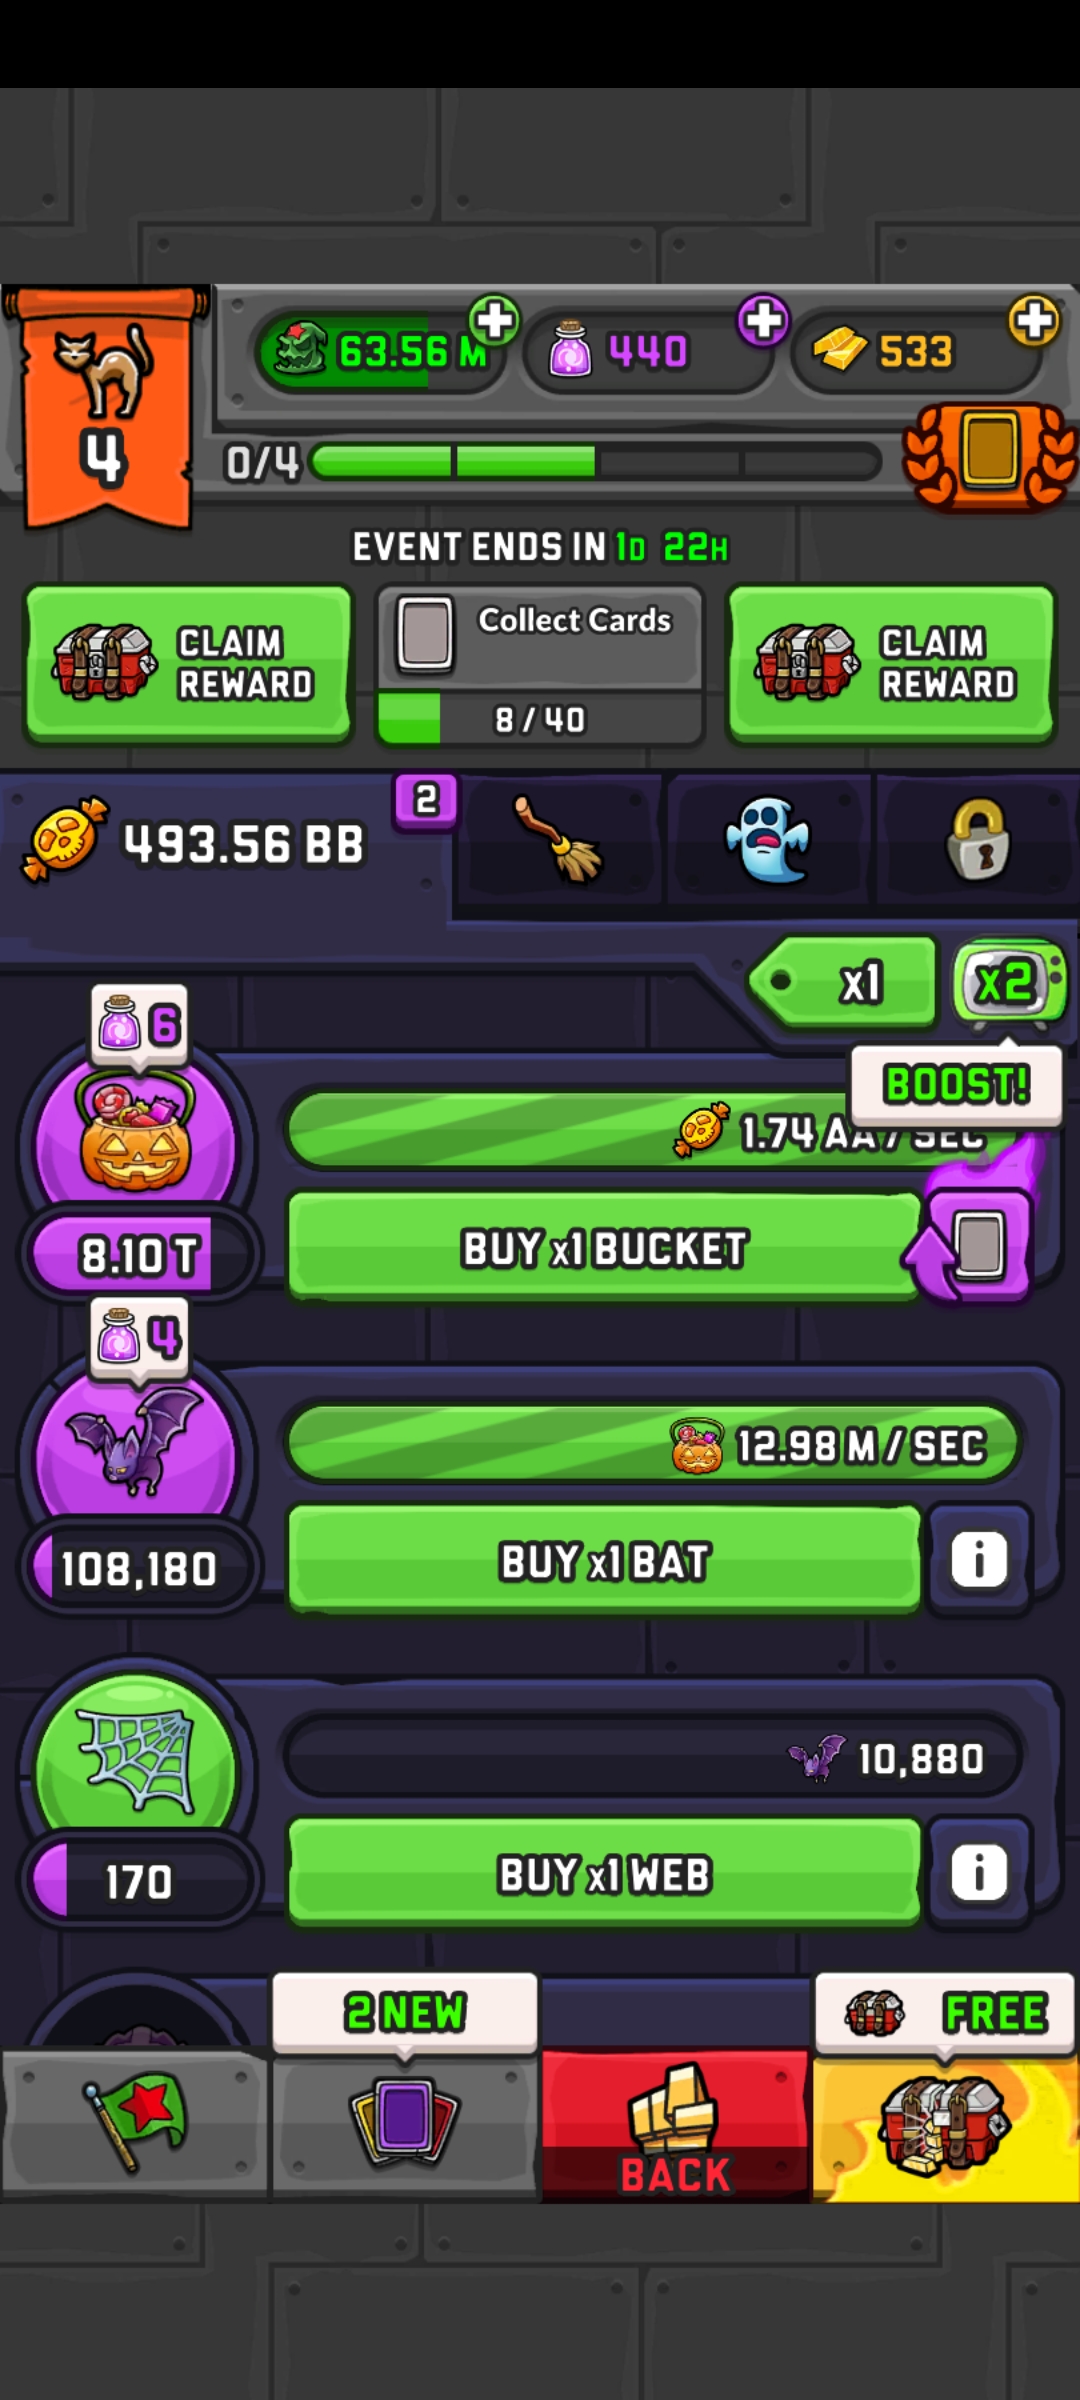 63.56 M
440
533
4
0/4
EVENT ENDS IN 1D 22H
CLAIM
REWARD
Collect Cards
8 / 40
CLAIM
REWARD
493.56 BB
2
x1
x2
BOOST!
6
1.74 AA / SEC
8.10 T
BUY x1 BUCKET
4
12.98 M / SEC
108,180
BUY x1 BAT
i
10,880
170
BUY x1 WEB
i
2 NEW
FREE
BACK